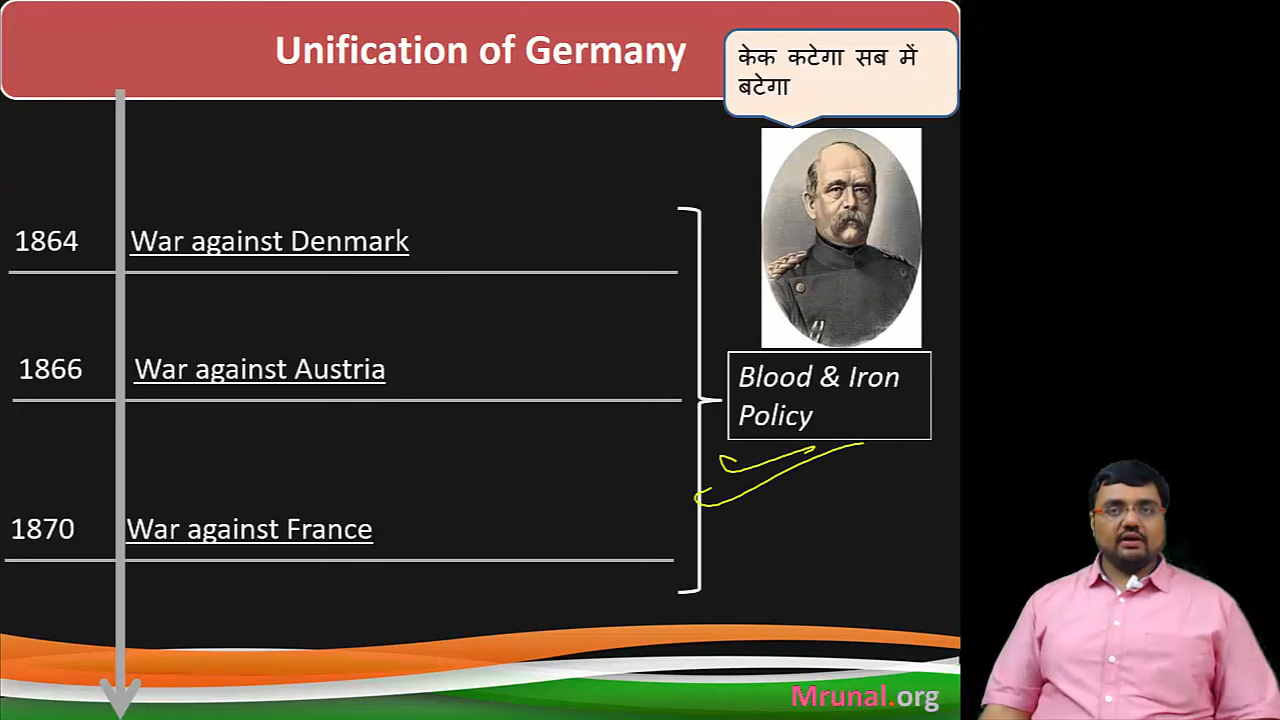 Unification of Germany
केक कटेगा सब में
बटेगा
1864 War against Denmark
1866 War against Austria
Blood & Iron
Policy
1870 War against France
Mrunal.org